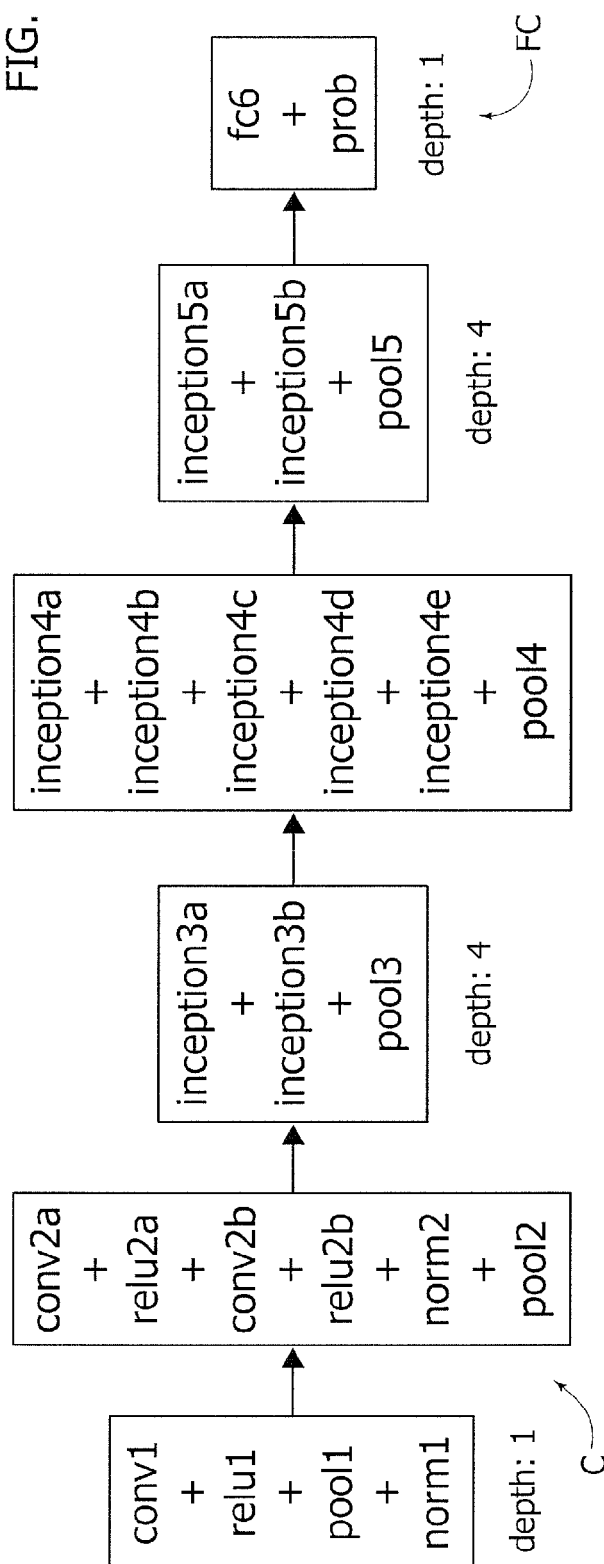 FIG.
conv1
+
relu1
+
pool1
+
norm1
depth: 1
conv2a
+
relu2a
+
conv2b
+
relu2b
+
norm2
+
pool2
C
inception3a
+
inception3b
+
pool3
depth: 4
inception4a
+
inception4b
+
inception4c
+
inception4d
+
inception4e
+
pool4
inception5a
+
inception5b
+
pool5
depth: 4
fc6
+
prob
depth: 1
FC